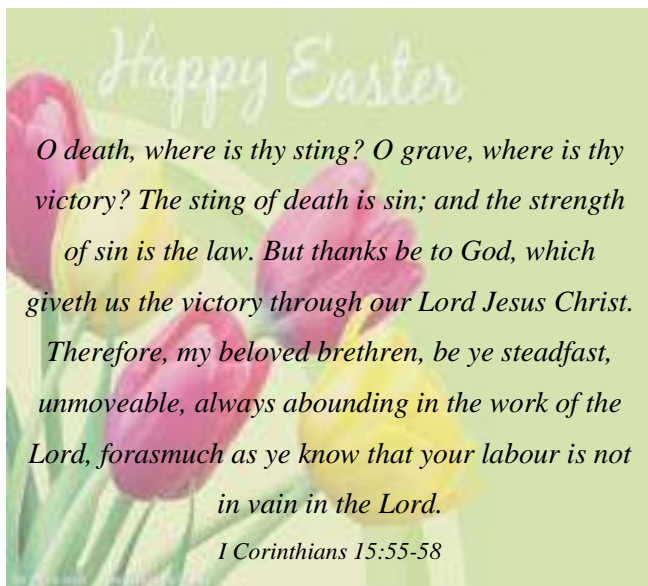 Happy Easter
O death, where is thy sting? O grave, where is thy
victory? The sting of death is sin; and the strength
of sin is the law. But thanks be to God, which
giveth us the victory through our Lord Jesus Christ.
Therefore, my beloved brethren, be ye steadfast,
unmoveable, always abounding in the work of the
Lord, forasmuch as ye know that your labour is not
in vain in the Lord.
I Corinthians 15:55-58